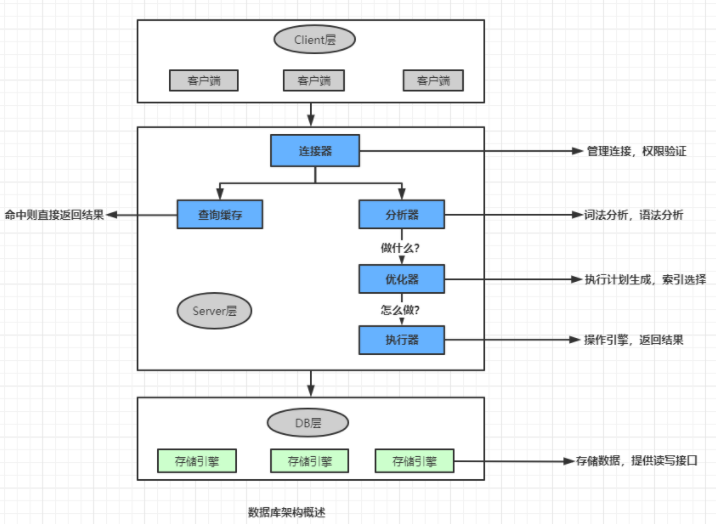 Client层
客户端 客户端 客户端
连接器 管理连接，权限验证
命中则直接返回结果 查询缓存 分析器 词法分析，语法分析
做什么?
优化器 执行计划生成，索引选择
Server层 怎么做?
执行器 操作引擎，返回结果
DB层
存储引擎 存储引擎 存储引擎 存储数据，提供读写接口
数据库架构概述